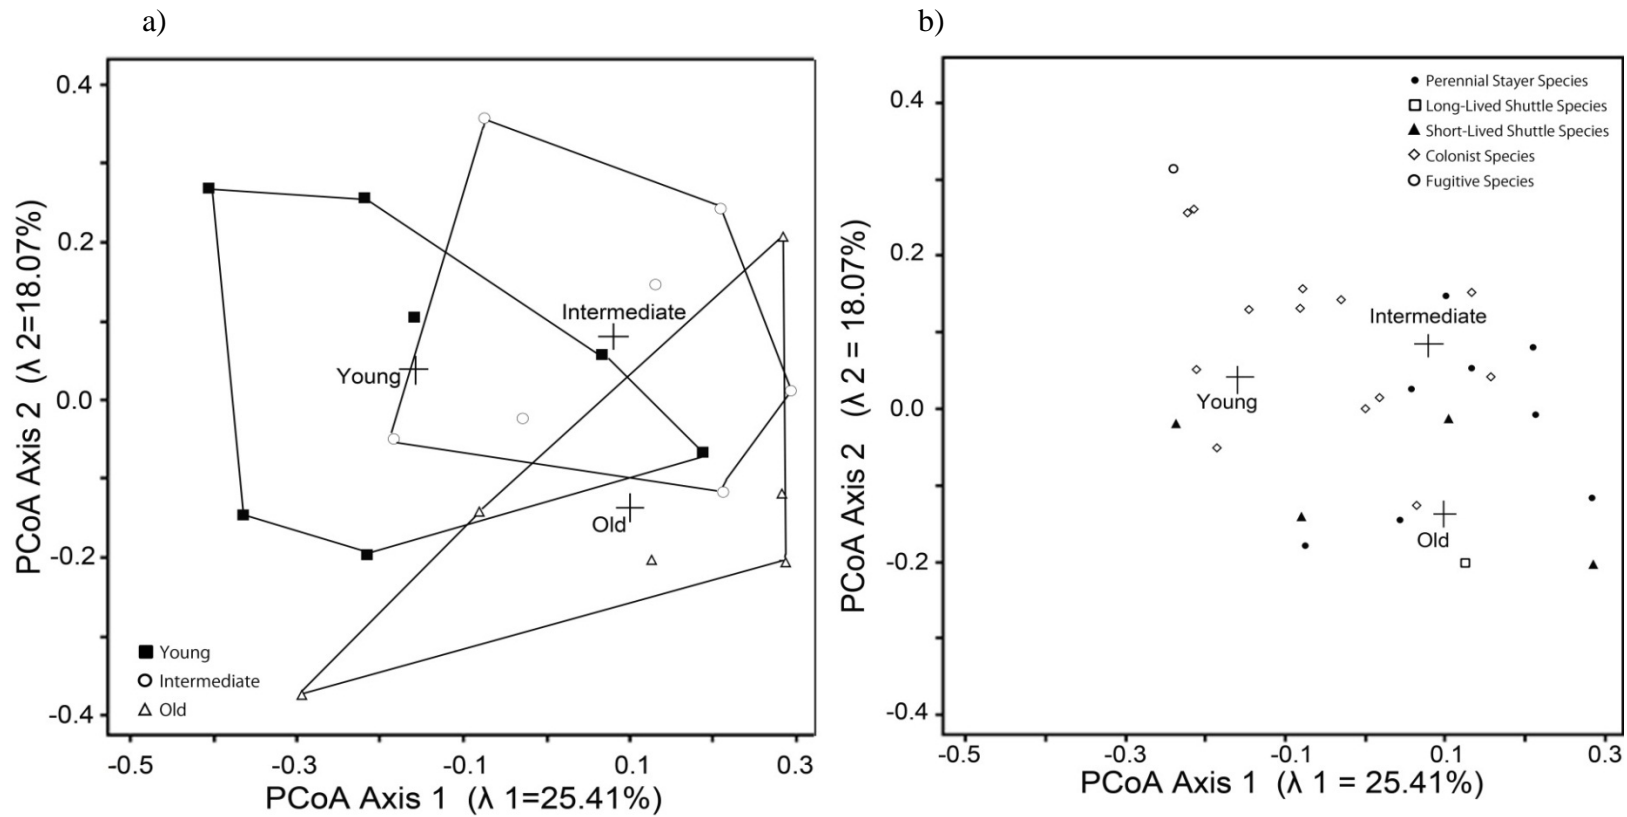 a)
0.4
0.2
0.0
-0.2
-0.4
PCoA Axis 2 (λ 2=18.07%)
Intermediate
Young
Old
Young
Intermediate
Old
-0.5
-0.3
-0.1
0.1
0.3
PCoA Axis 1 (λ 1=25.41%)
b)
0.4
0.2
0.0
-0.2
-0.4
PCoA Axis 2 (λ 2 = 18.07%)
Perennial Stayer Species
Long-Lived Shuttle Species
Short-Lived Shuttle Species
Colonist Species
Fugitive Species
Intermediate
Young
Old
-0.5
-0.3
-0.1
0.1
0.3
PCoA Axis 1 (λ 1 = 25.41%)